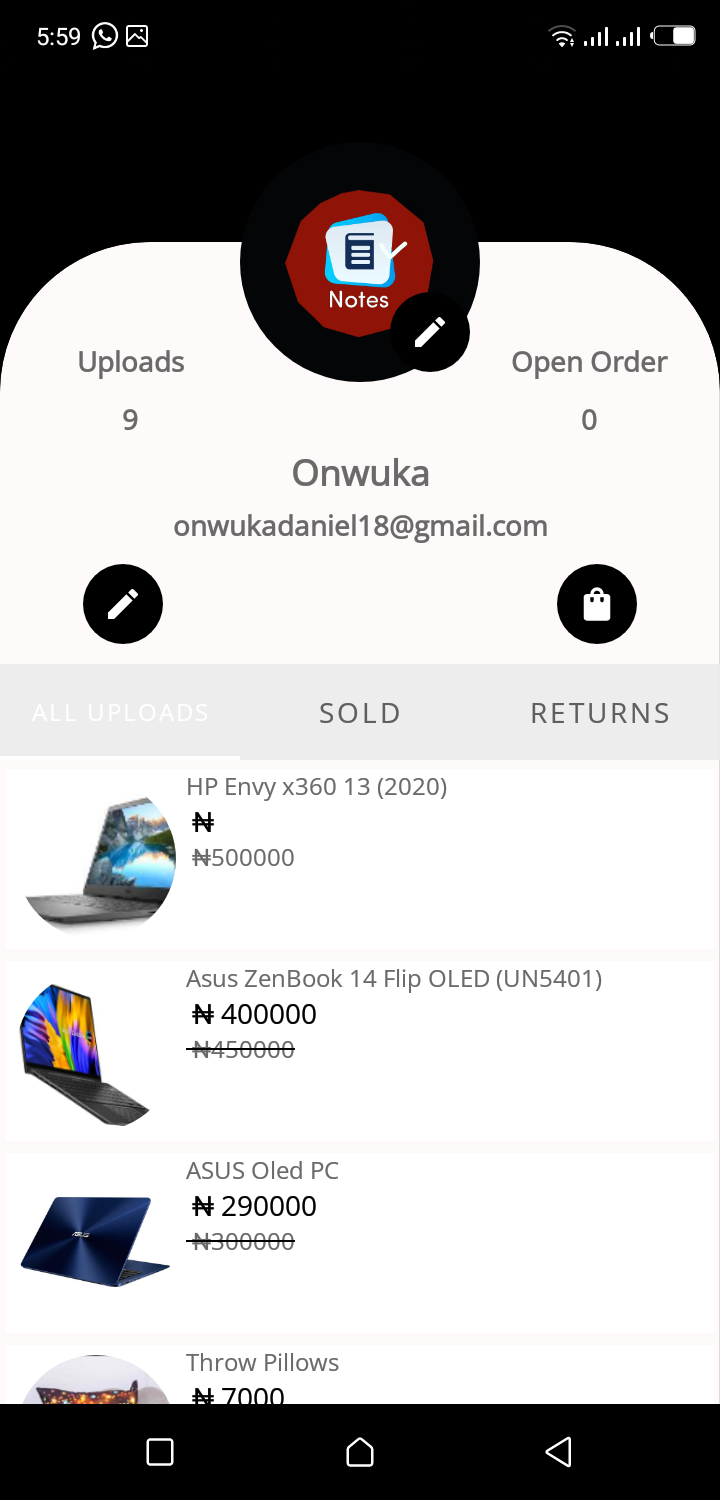 5:59
Notes
Uploads
Open Order
9
0
Onwuka
onwukadaniel18@gmail.com
ALL UPLOADS
SOLD
RETURNS
HP Envy x360 13 (2020)
₦
₦500000
Asus ZenBook 14 Flip OLED (UN5401)
₦ 400000
₦450000
ASUS Oled PC
₦ 290000
₦300000
ASUS
Throw Pillows
₦ 7000